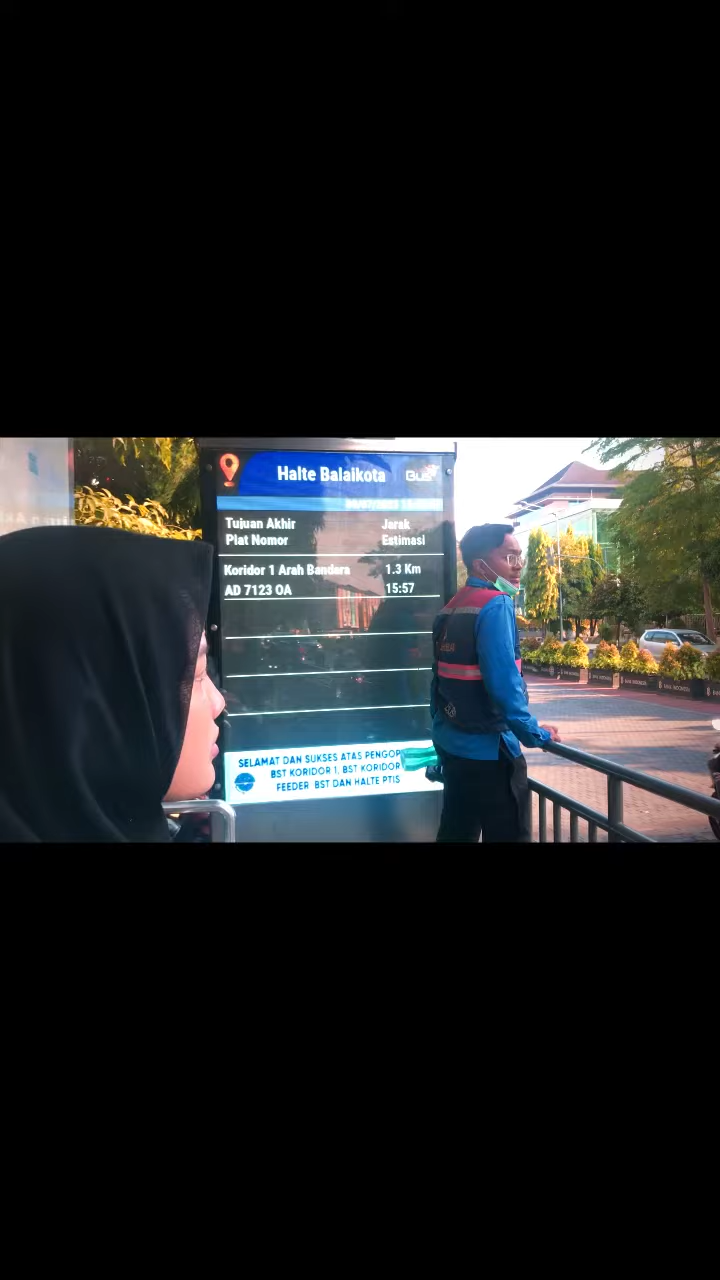 Halte Balaikota
Bus
Tujuan Akhir Jarak
Plat Nomor Estimasi
Koridor 1 Arah Bandara 1.3 Km
AD 7123 OA 15:57
SELAMAT DAN SUKSES ATAS PENGOP
BST KORIDOR 1, BST KORIDOR
FEEDER BST DAN HALTE PTIS